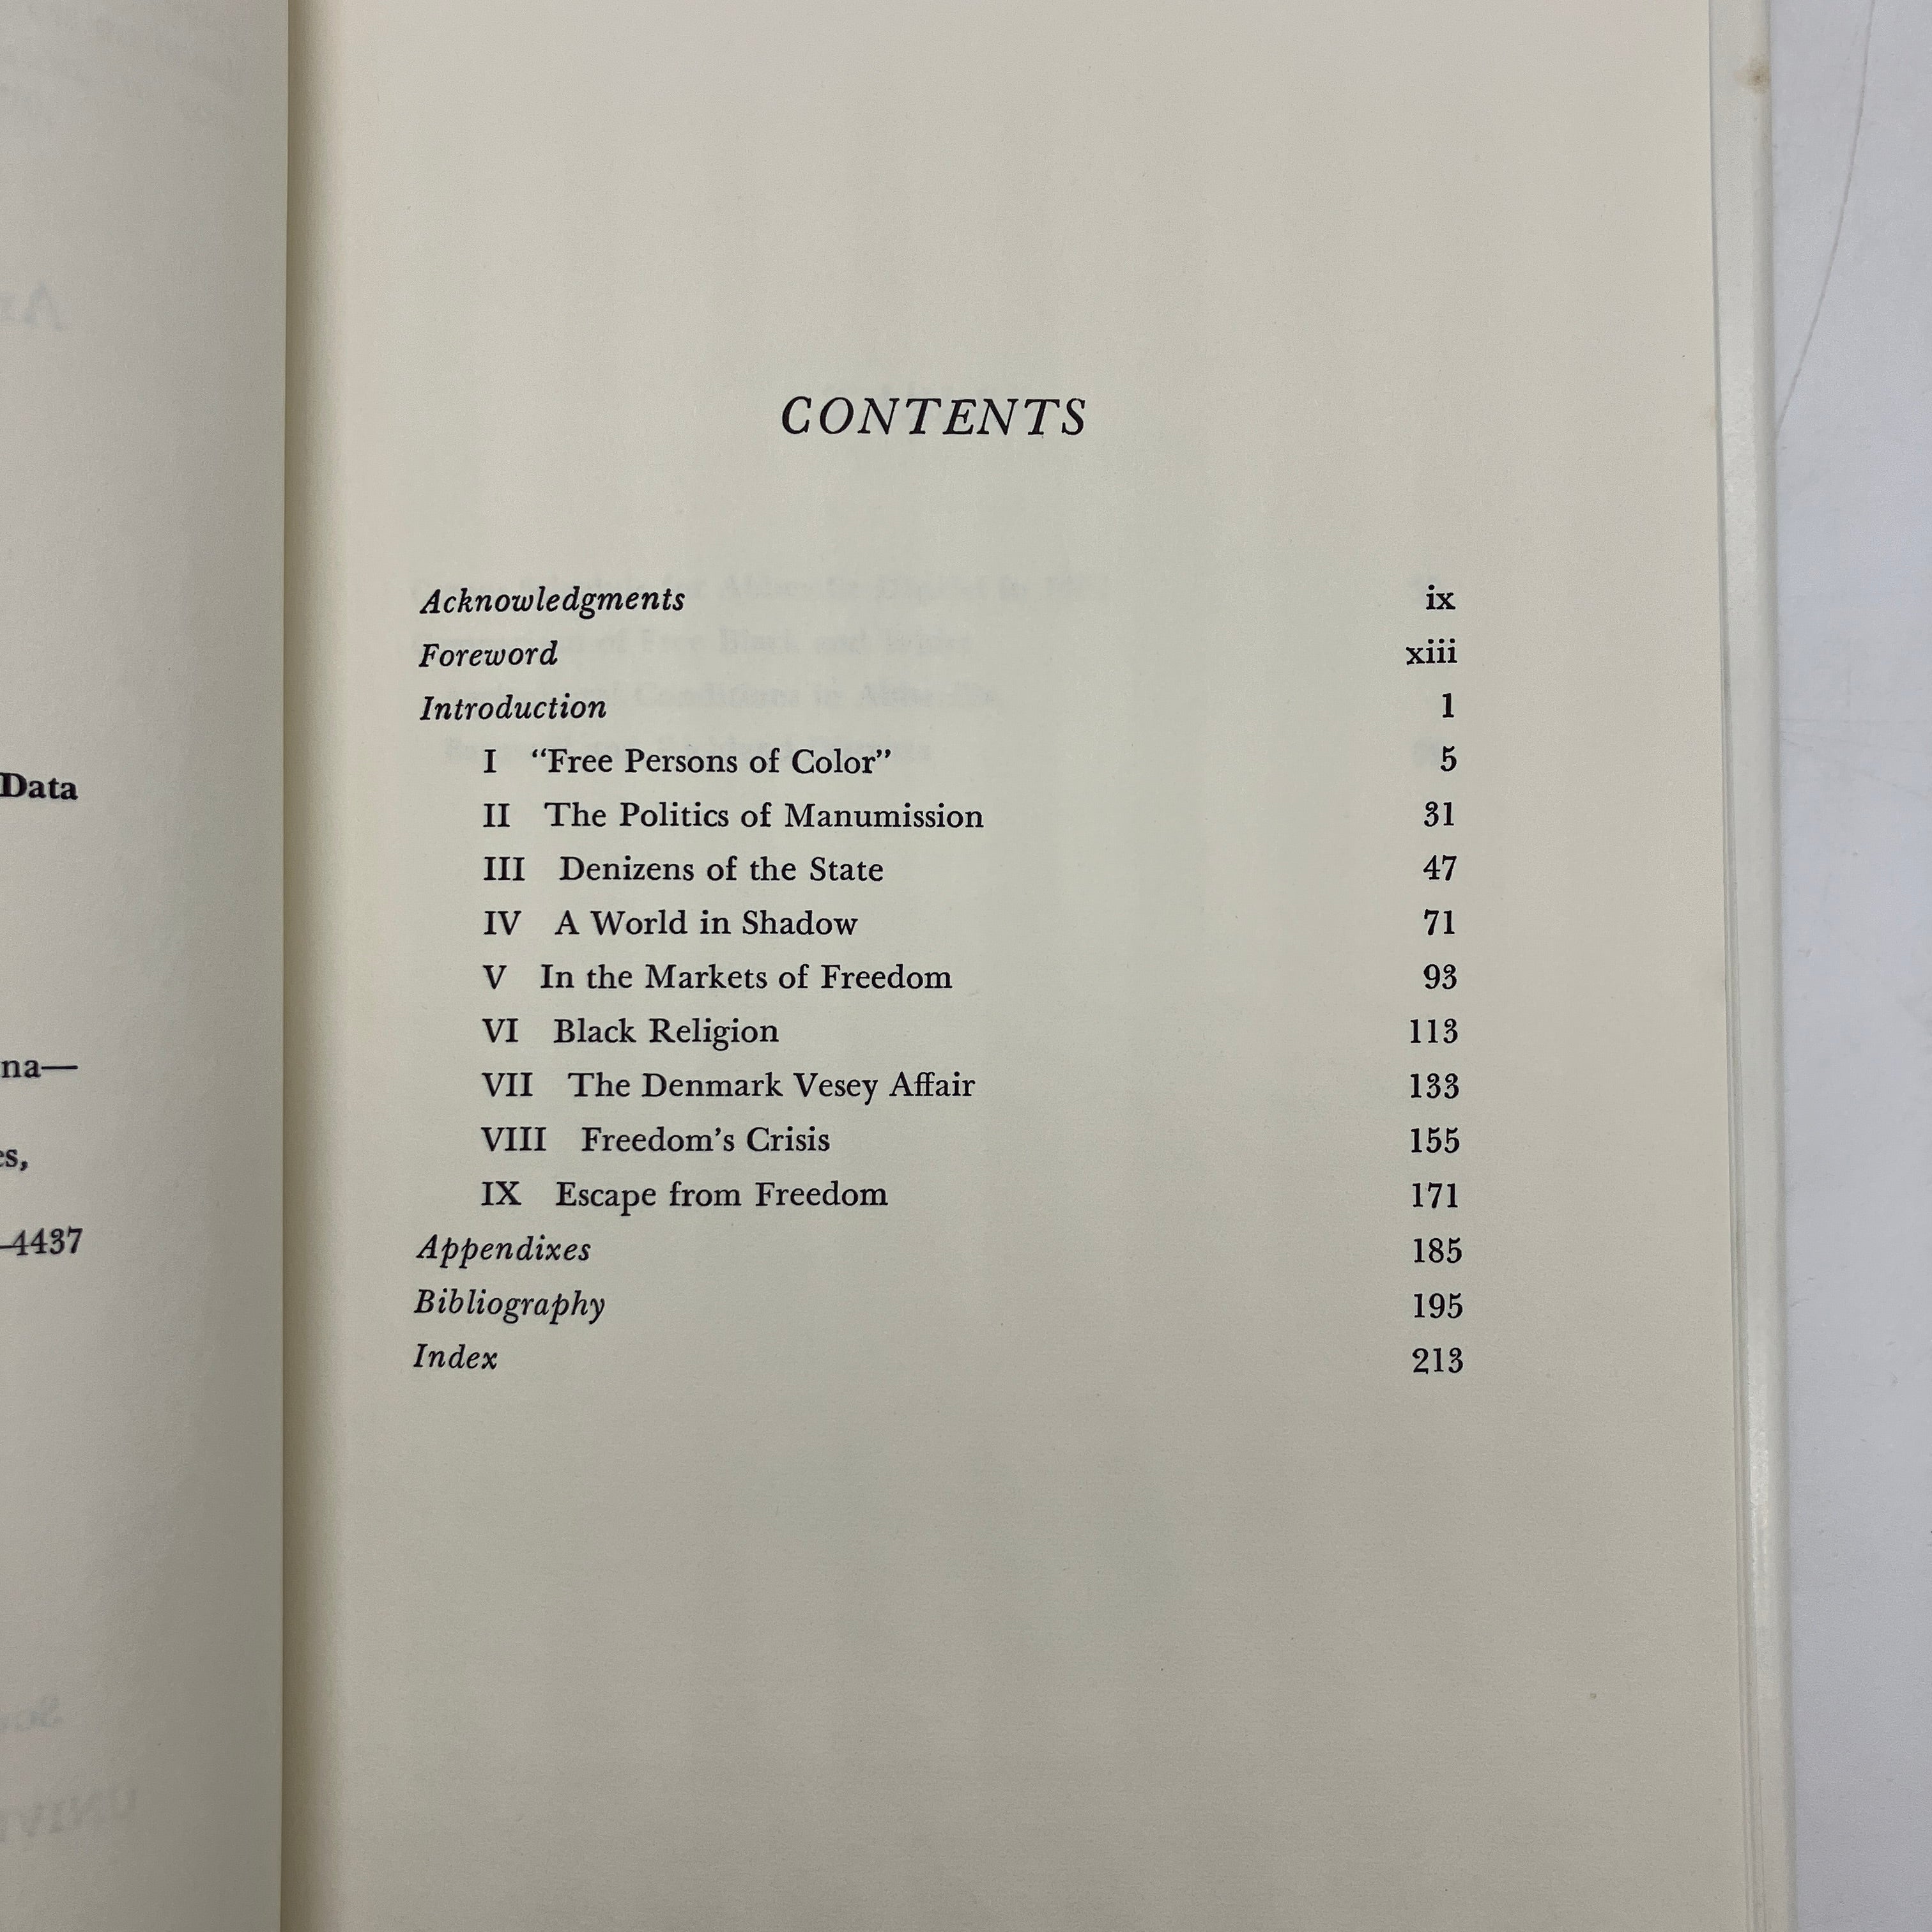 Data
na—
es,
–4437
CONTENTS
Acknowledgments ix
Foreword xiii
Introduction 1
I “Free Persons of Color” 5
II The Politics of Manumission 31
III Denizens of the State 47
IV A World in Shadow 71
V In the Markets of Freedom 93
VI Black Religion 113
VII The Denmark Vesey Affair 133
VIII Freedom’s Crisis 155
IX Escape from Freedom 171
Appendixes 185
Bibliography 195
Index 213